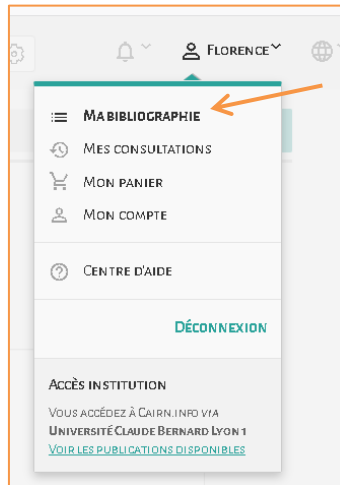 FLORENCE
MA BIBLIOGRAPHIE
MES CONSULTATIONS
MON PANIER
MON COMPTE
CENTRE D'AIDE
DÉCONNEXION
ACCÈS INSTITUTION
VOUS ACCÉDEZ À CAIRN.INFO VIA
UNIVERSITÉ CLAUDE BERNARD LYON 1
VOIR LES PUBLICATIONS DISPONIBLES